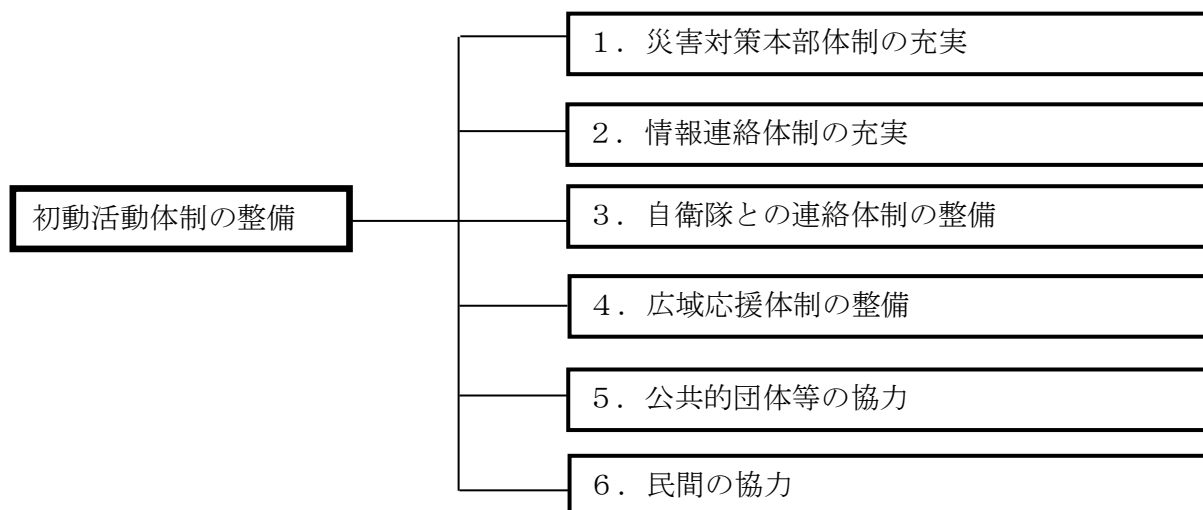 初動活動体制の整備
１．災害対策本部体制の充実
２．情報連絡体制の充実
３．自衛隊との連絡体制の整備
４．広域応援体制の整備
５．公共的団体等の協力
６．民間の協力